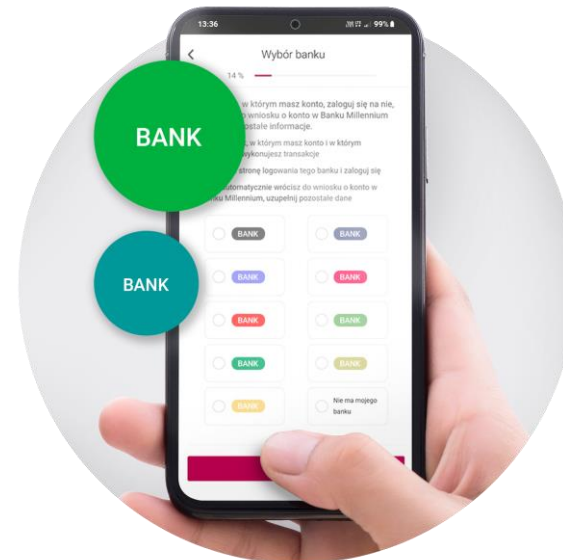 13:36
99%
Wybór banku
14 %
w którym masz konto, zaloguj się na nie,
wniosku o konto w Banku Millennium
informacje.
w którym masz konto i w którym
wykonujesz transakcje
stronę logowania tego banku i zaloguj się
automatycznie wrócisz do wniosku o konto w
Millennium, uzupełnij pozostałe dane
BANK
BANK
BANK BANK
BANK BANK
BANK BANK
BANK BANK
BANK Nie ma mojego
banku